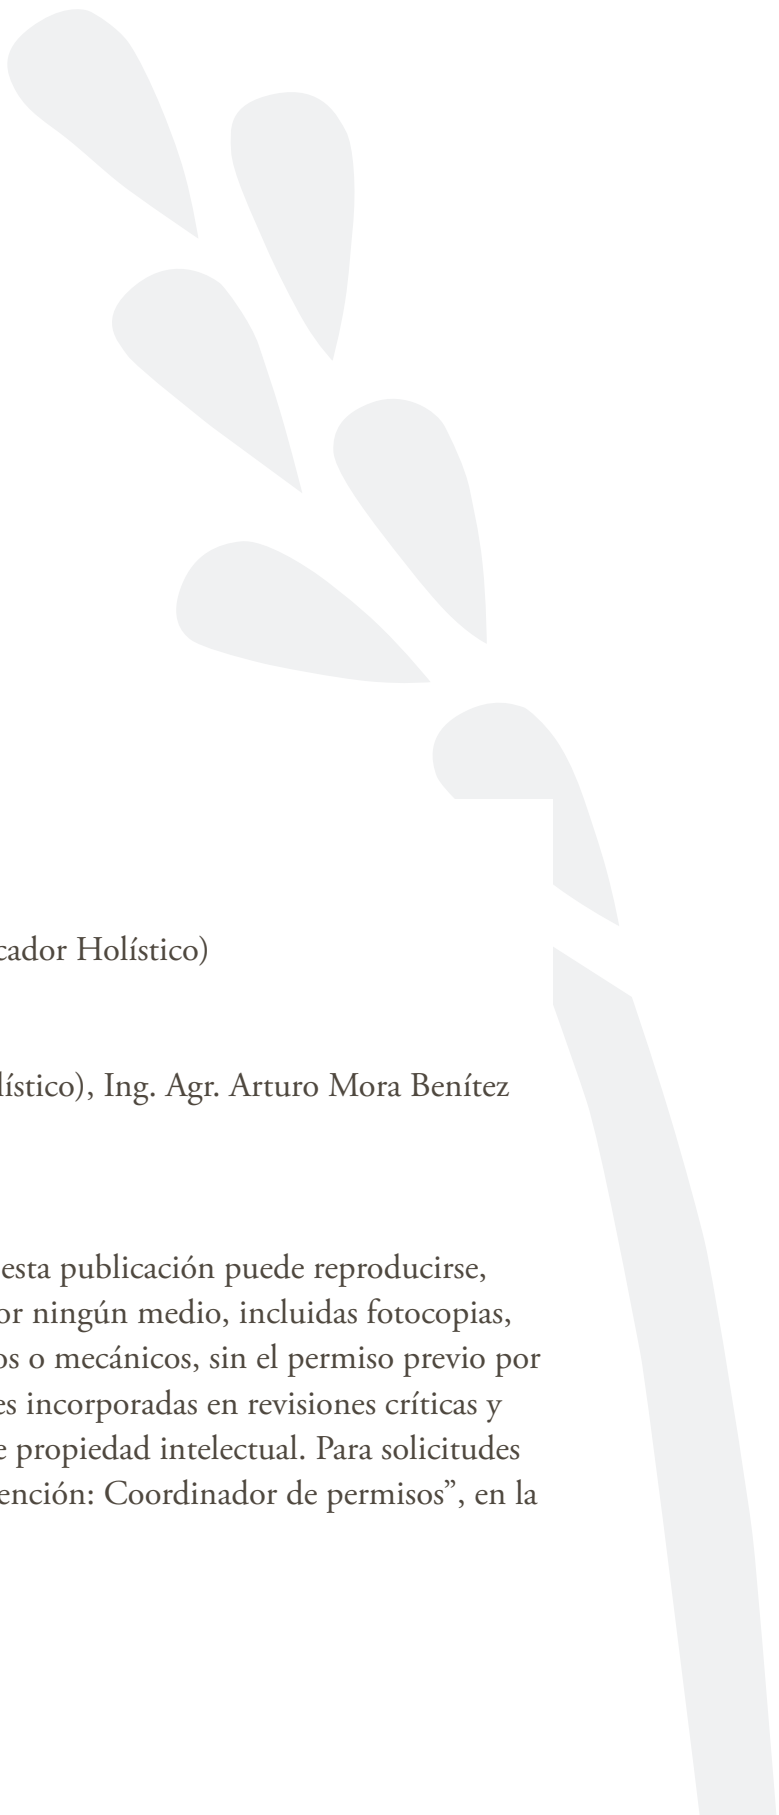 cador Holístico)
lístico), Ing. Agr. Arturo Mora Benítez
esta publicación puede reproducirse,
or ningún medio, incluidas fotocopias,
os o mecánicos, sin el permiso previo por
es incorporadas en revisiones críticas y
e propiedad intelectual. Para solicitudes
ención: Coordinador de permisos”, en la